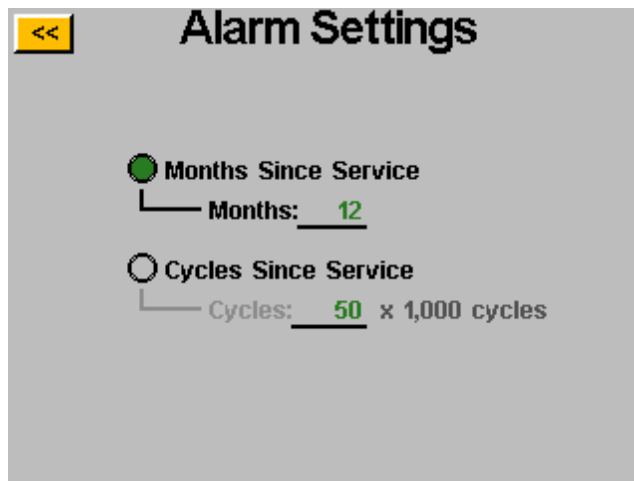 <<
Alarm Settings
Months Since Service
Months: 12
Cycles Since Service
Cycles: 50 x 1,000 cycles